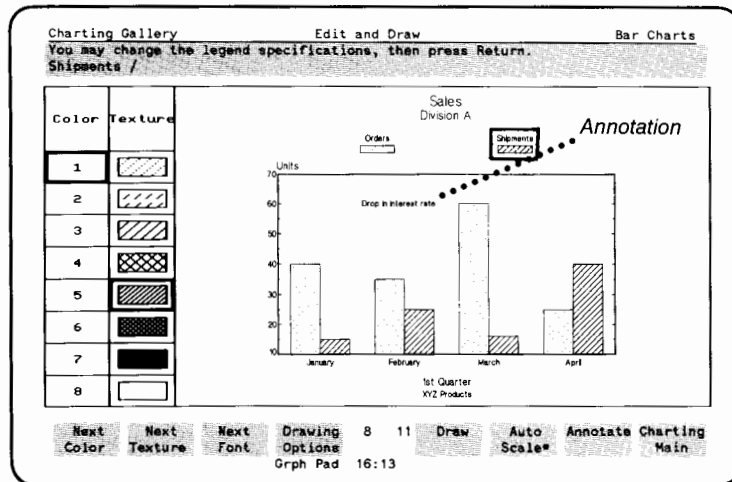 Charting Gallery Edit and Draw Bar Charts
You may change the legend specifications, then press Return.
Shipments /
Color Texture
1
2
3
4
5
6
7
8
Sales
Division A
Orders Shipments
Annotation
Units
70
60
50
40
30
20
10
Drop in interest rate
January February March April
1st Quarter
XYZ Products
Next Color Next Texture Next Font Drawing Options 8 11 Draw Auto Scale* Annotate Charting Main
Grph Pad 16:13